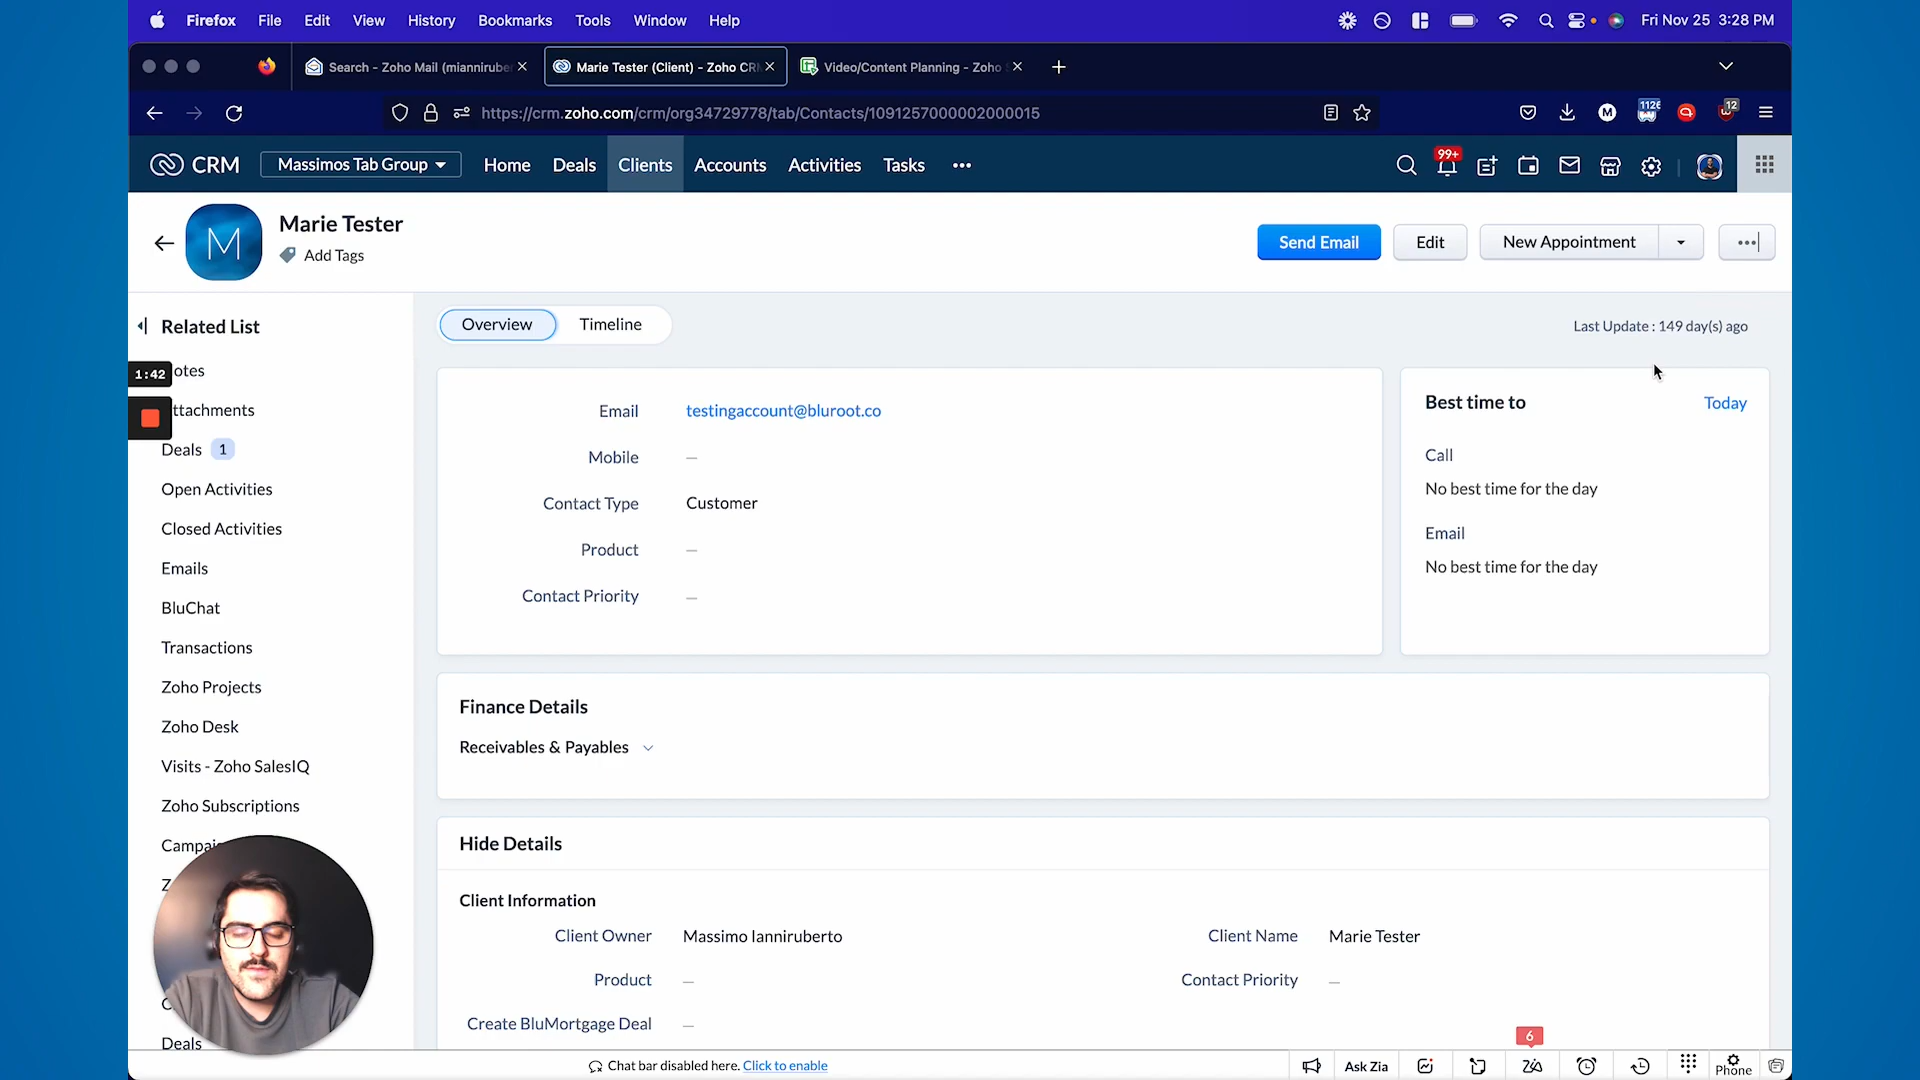 Firefox File Edit View History Bookmarks Tools Window Help Fri Nov 25 3:28 PM
Search - Zoho Mail (mianniruber
Marie Tester (Client) - Zoho CRM
Video/Content Planning - Zoho
https://crm.zoho.com/crm/org34729778/tab/Contacts/1091257000002000015
M 12
CRM Massimos Tab Group Home Deals Clients Accounts Activities Tasks ••• 99+
M
Marie Tester
Add Tags
Send Email Edit New Appointment
Related List
Overview Timeline
Last Update : 149 day(s) ago
1:42
otes
ttachments
Deals 1
Open Activities
Closed Activities
Emails
BluChat
Transactions
Zoho Projects
Zoho Desk
Visits - Zoho SalesIQ
Zoho Subscriptions
Campai
Deals
Email testingaccount@bluroot.co
Mobile —
Contact Type Customer
Product —
Contact Priority —
Best time to Today
Call
No best time for the day
Email
No best time for the day
Finance Details
Receivables & Payables
Hide Details
Client Information
Client Owner Massimo Ianniruberto
Client Name Marie Tester
Product —
Contact Priority —
Create BluMortgage Deal —
6
Chat bar disabled here. Click to enable
Ask Zia
Phone